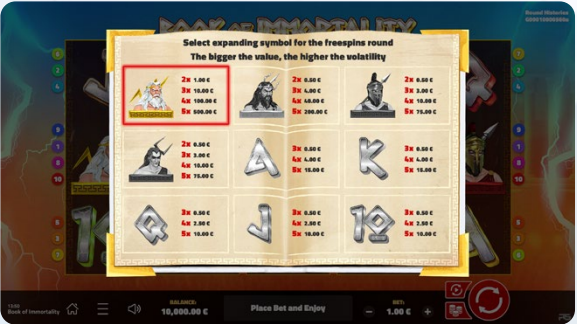 BOOK OF IMMORTALITY
Select expanding symbol for the freespins round
The bigger the value, the higher the volatility
2x 1.00 €
3x 10.00 €
4x 100.00 €
5x 500.00 €
2x 0.50 €
3x 4.00 €
4x 40.00 €
5x 200.00 €
2x 0.50 €
3x 3.00 €
4x 10.00 €
5x 75.00 €
2x 0.50 €
3x 3.00 €
4x 10.00 €
5x 75.00 €
A
3x 0.50 €
4x 4.00 €
5x 15.00 €
K
3x 0.50 €
4x 4.00 €
5x 15.00 €
Q
3x 0.50 €
4x 2.50 €
5x 10.00 €
J
3x 0.50 €
4x 2.50 €
5x 10.00 €
10
3x 0.50 €
4x 2.50 €
5x 10.00 €
Book of Immortality
BALANCE:
10,000.00 €
Place Bet and Enjoy
BET:
1.00 €